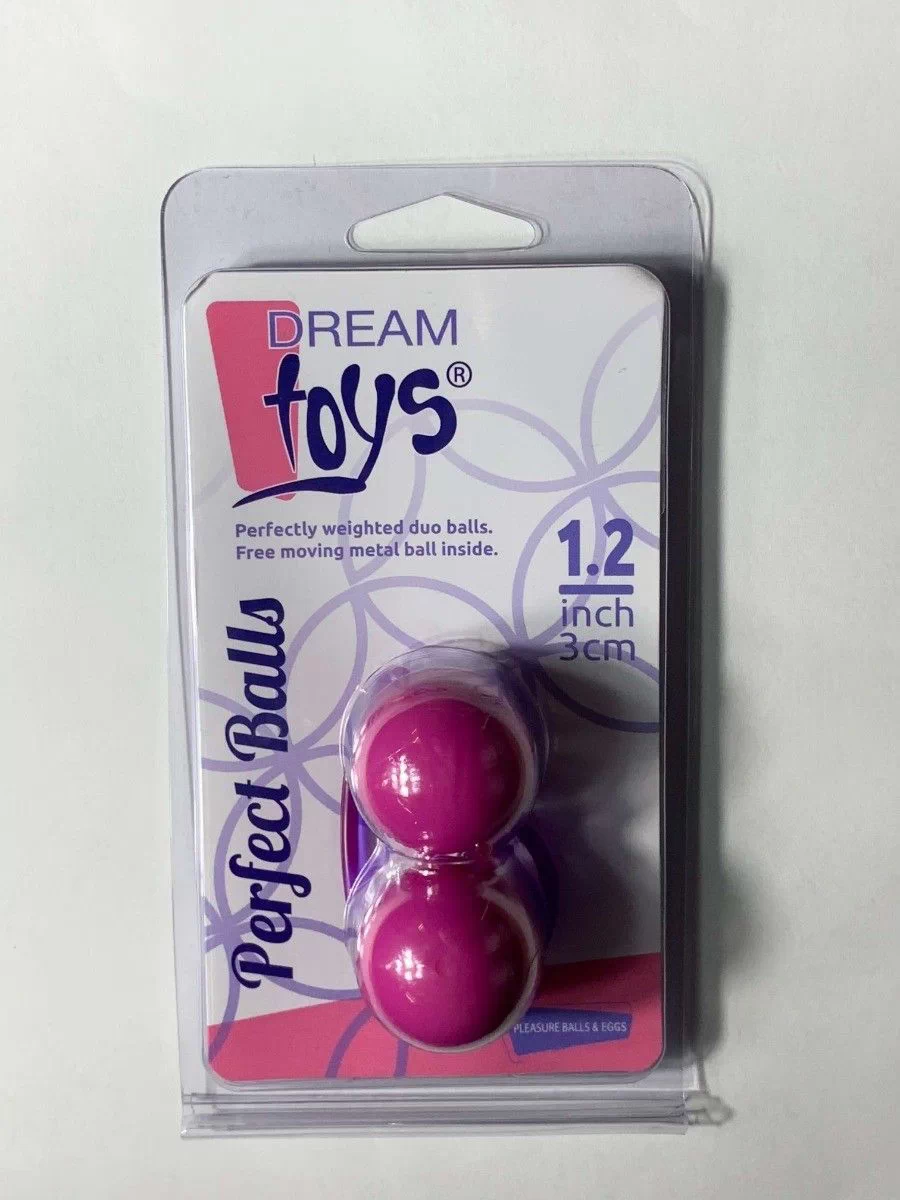 DREAM
toys®
Perfectly weighted duo balls.
Free moving metal ball inside.
1.2
inch
3cm
Perfect Balls
PLEASURE BALLS & EGGS